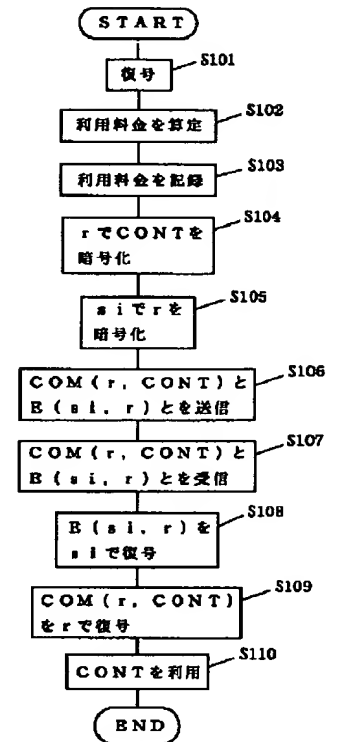 START
S101
復号
S102
利用料金を算定
S103
利用料金を記録
S104
rでCONTを
暗号化
S105
siでrを
暗号化
S106
COM(r, CONT)と
E(si, r)とを送信
S107
COM(r, CONT)と
E(si, r)とを受信
S108
E(si, r)を
siで復号
S109
COM(r, CONT)
をrで復号
S110
CONTを利用
END